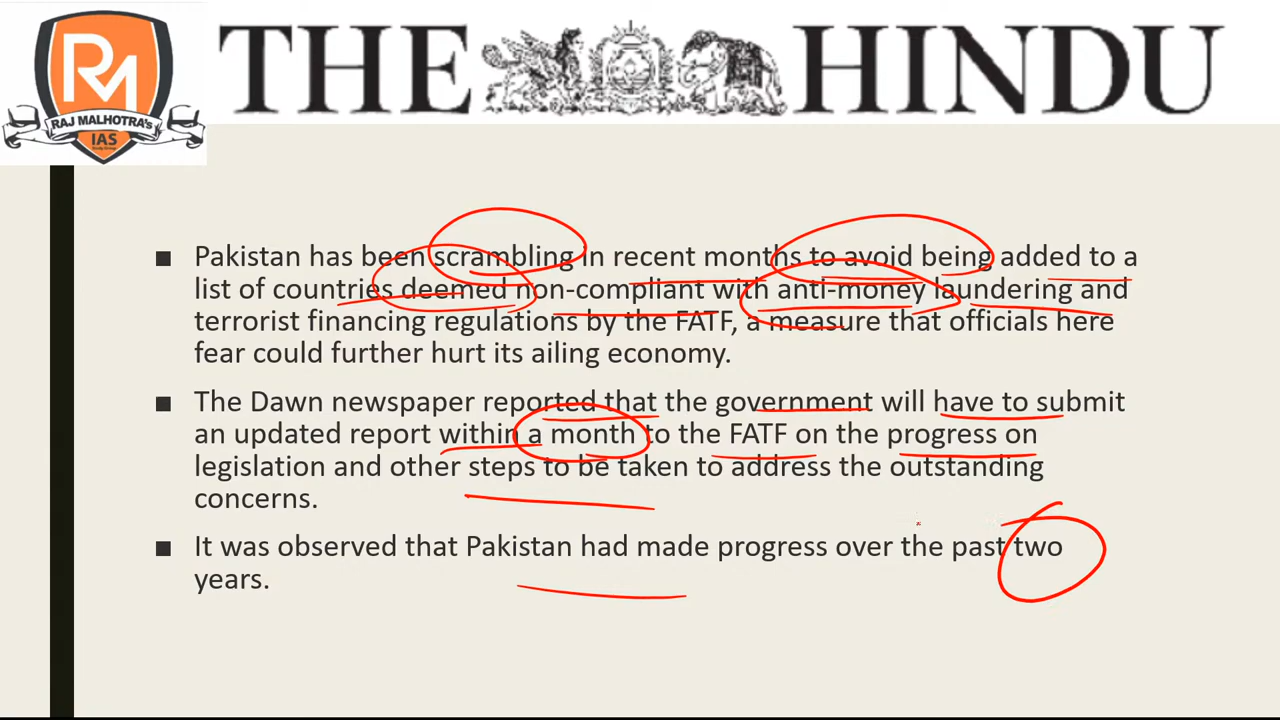 RM
RAJ MALHOTRA'S
IAS
THE HINDU
Pakistan has been scrambling in recent months to avoid being added to a
list of countries deemed non-compliant with anti-money laundering and
terrorist financing regulations by the FATF, a measure that officials here
fear could further hurt its ailing economy.
The Dawn newspaper reported that the government will have to submit
an updated report within a month to the FATF on the progress on
legislation and other steps to be taken to address the outstanding
concerns.
It was observed that Pakistan had made progress over the past two
years.